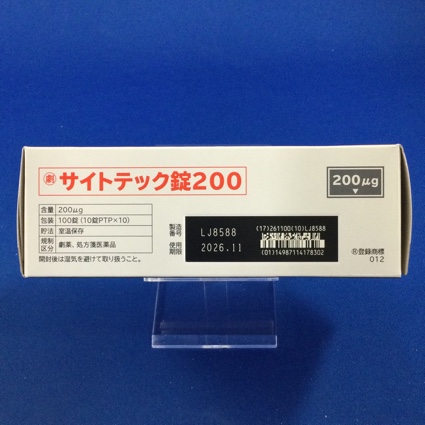 劇 サイトテック錠200
200μg
含量 200μg
包装 100錠(10錠PTP×10)
貯法 室温保存
規制区分 劇薬、処方箋医薬品
開封後は湿気を避けて取り扱うこと。
製造番号 LJ8588
使用期限 2026.11
(17)261100(10)LJ8588
(01)14987114178302
®登録商標
012